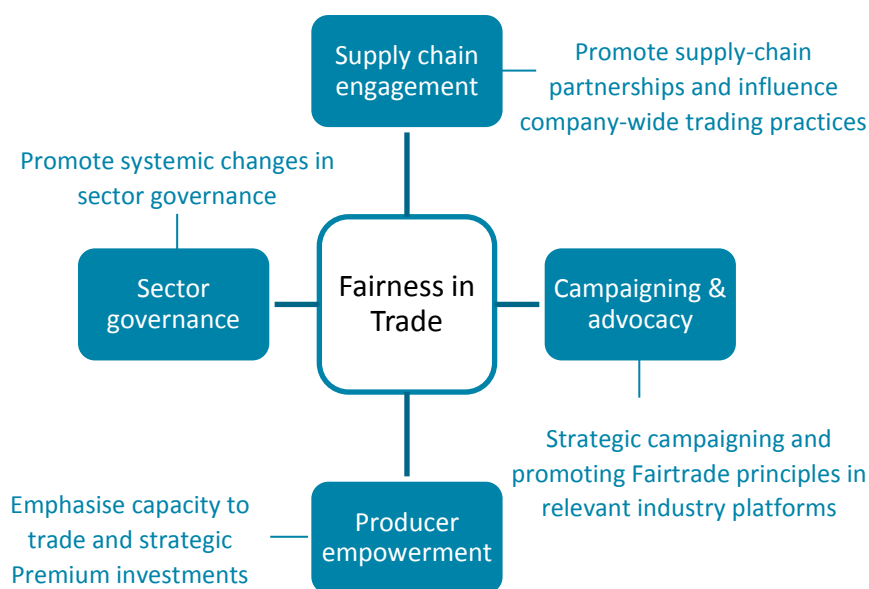 Supply chain
engagement
Promote supply-chain
partnerships and influence
company-wide trading practices
Promote systemic changes in
sector governance
Sector
governance
Fairness in
Trade
Campaigning &
advocacy
Strategic campaigning and
promoting Fairtrade principles in
relevant industry platforms
Emphasise capacity to
trade and strategic
Premium investments
Producer
empowerment